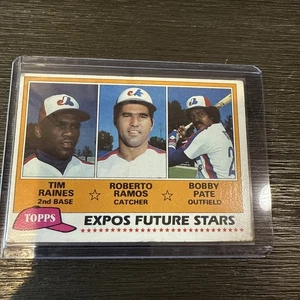 TIM
RAINES
2nd BASE
☆
ROBERTO
RAMOS
CATCHER
☆
BOBBY
PATE
OUTFIELD
TOPPS
EXPOS FUTURE STARS